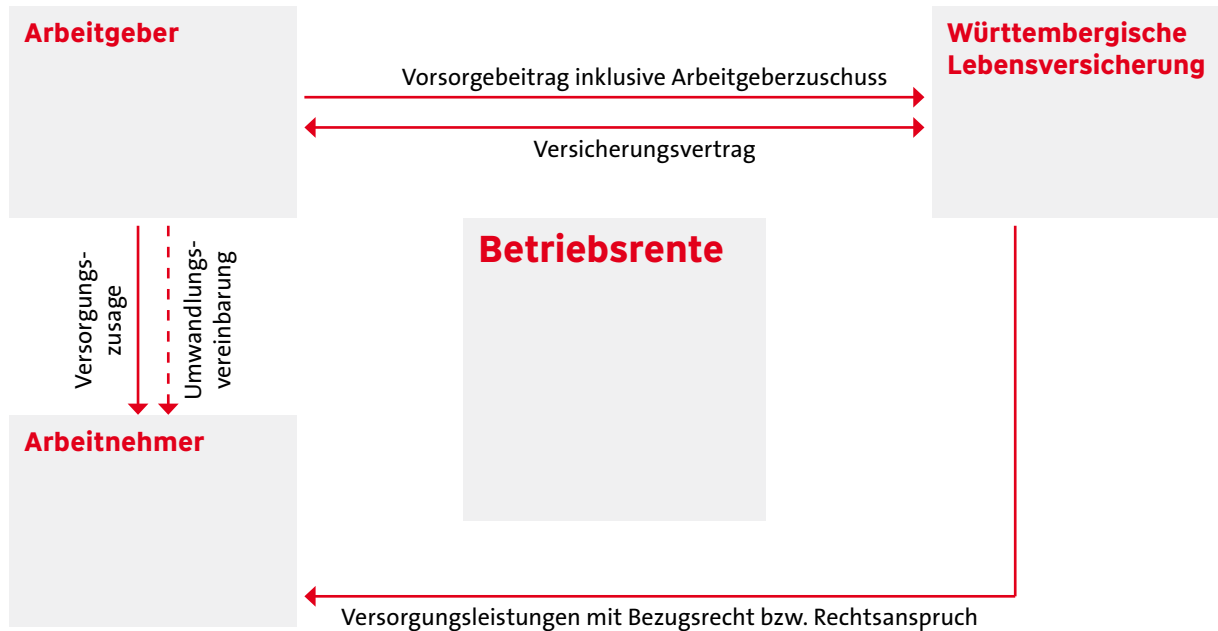 Arbeitgeber
Württembergische
Lebensversicherung
Vorsorgebeitrag inklusive Arbeitgeberzuschuss
Versicherungsvertrag
Versorgungs-
zusage
Umwandlungs-
vereinbarung
Betriebsrente
Arbeitnehmer
Versorgungsleistungen mit Bezugsrecht bzw. Rechtsanspruch